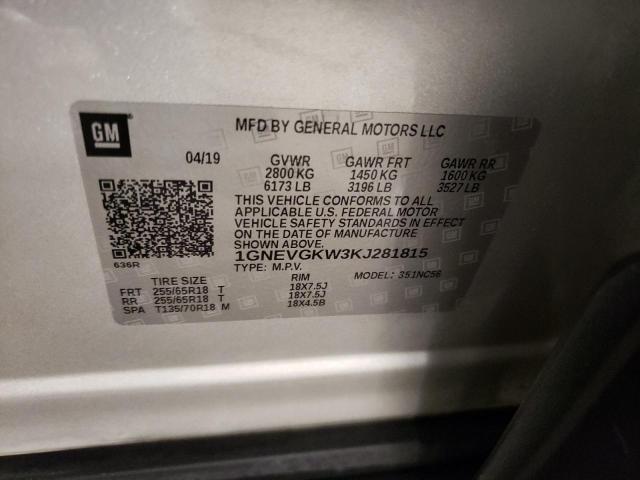 GM
MFD BY GENERAL MOTORS LLC
04/19 GVWR GAWR FRT GAWR RR
2800 KG 1450 KG 1600 KG
6173 LB 3196 LB 3527 LB
THIS VEHICLE CONFORMS TO ALL
APPLICABLE U.S. FEDERAL MOTOR
VEHICLE SAFETY STANDARDS IN EFFECT
ON THE DATE OF MANUFACTURE
SHOWN ABOVE.
636R
1GNEVGKW3KJ281815
TYPE: M.P.V. MODEL: 351NC56
TIRE SIZE RIM
FRT 255/65R18 T 18X7.5J
RR 255/65R18 T 18X7.5J
SPA T135/70R18 M 18X4.5B